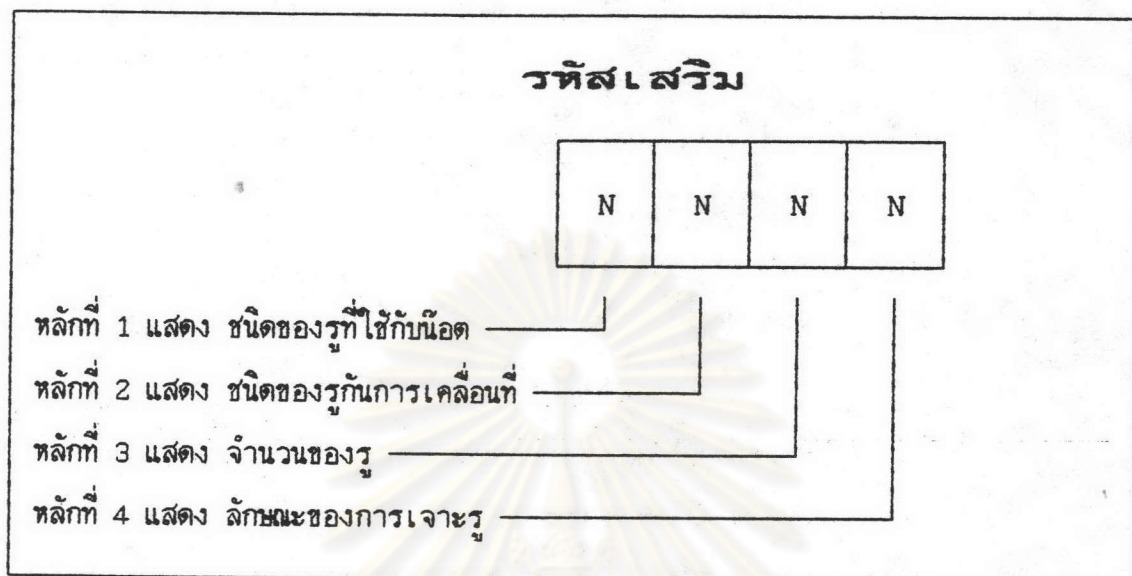 รหัสเสริม
N N N N
หลักที่ 1 แสดง ชนิดของรูที่ใช้กับน๊อต
หลักที่ 2 แสดง ชนิดของรูกันการเคลื่อนที่
หลักที่ 3 แสดง จำนวนของรู
หลักที่ 4 แสดง ลักษณะของการเจาะรู